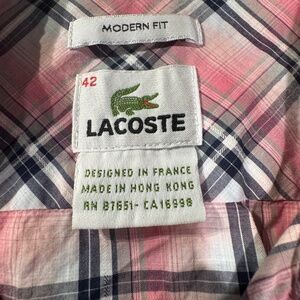 MODERN FIT
42
LACOSTE
DESIGNED IN FRANCE
MADE IN HONG KONG
RN 87651-CA16998